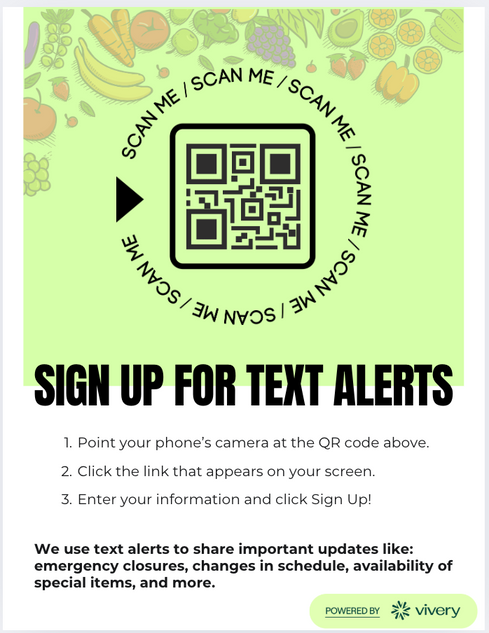 SCAN ME / SCAN ME / SCAN ME / SCAN ME / SCAN ME / SCAN ME / SCAN ME
SIGN UP FOR TEXT ALERTS
1. Point your phone’s camera at the QR code above.
2. Click the link that appears on your screen.
3. Enter your information and click Sign Up!
We use text alerts to share important updates like:
emergency closures, changes in schedule, availability of
special items, and more.
POWERED BY vivery